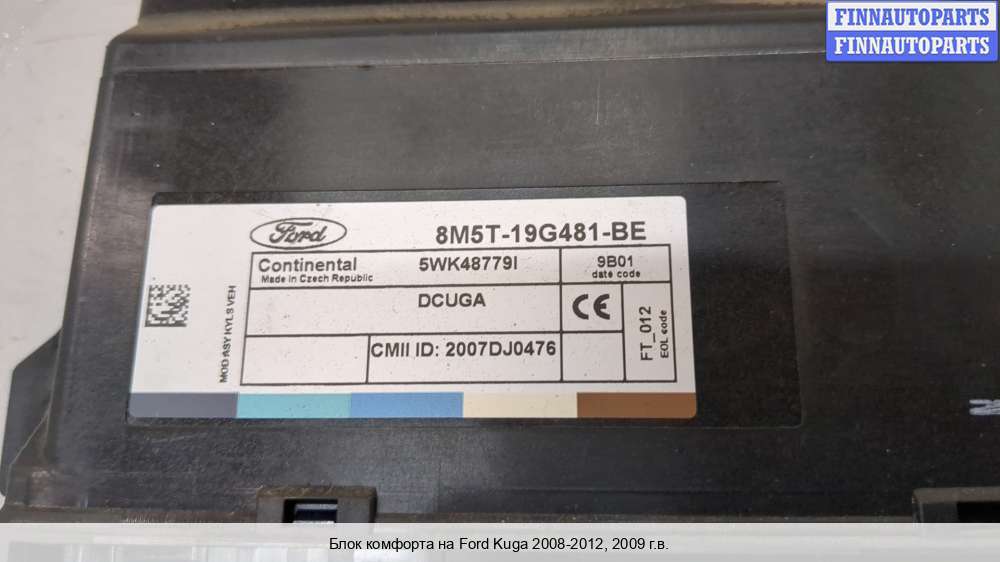 FINNAUTOPARTS
FINNAUTOPARTS
Ford
8M5T-19G481-BE
Continental
Made in Czech Republic
5WK48779I
9B01
date code
DCUGA
CE
FT_012
EOL code
CMII ID: 2007DJ0476
MOD ASY KYLS VEH
Блок комфорта на Ford Kuga 2008-2012, 2009 г.в.